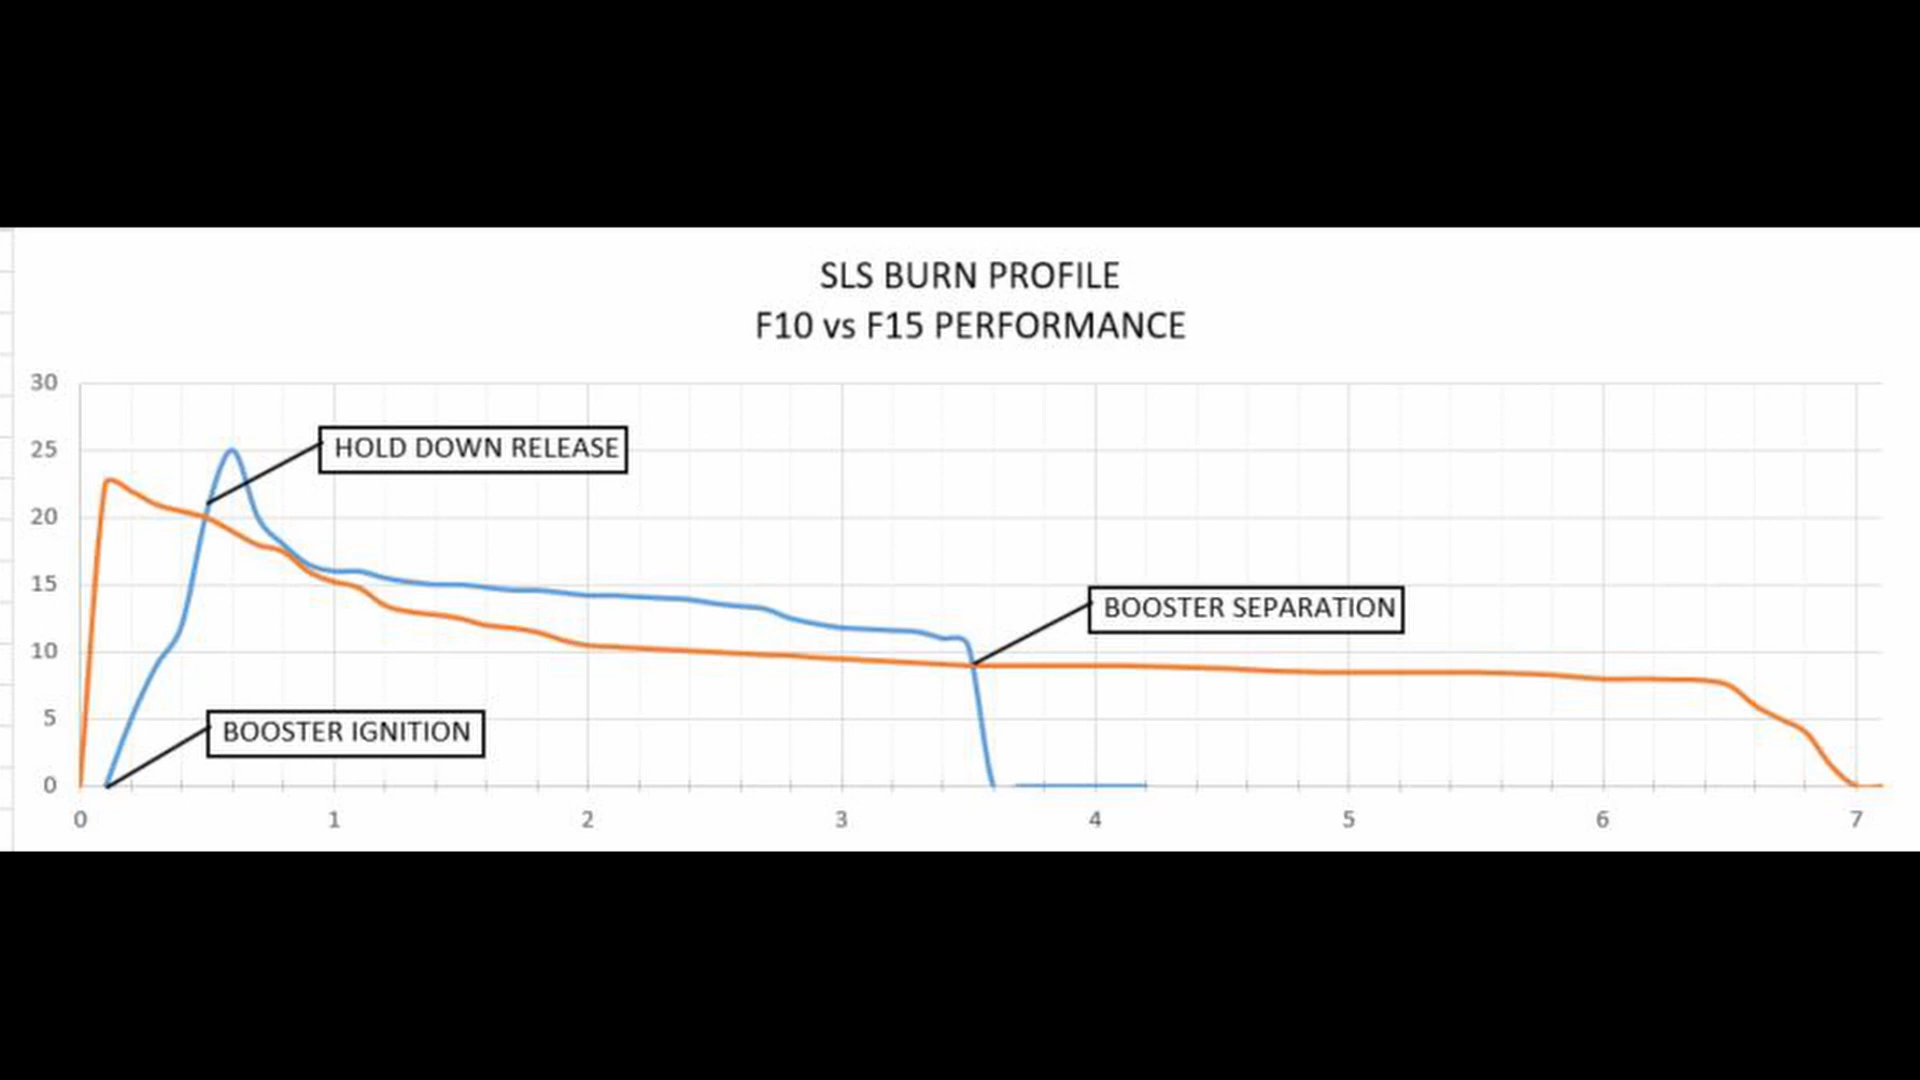 SLS BURN PROFILE
F10 vs F15 PERFORMANCE
30
25
20
15
10
5
0
HOLD DOWN RELEASE
BOOSTER SEPARATION
BOOSTER IGNITION
0 1 2 3 4 5 6 7